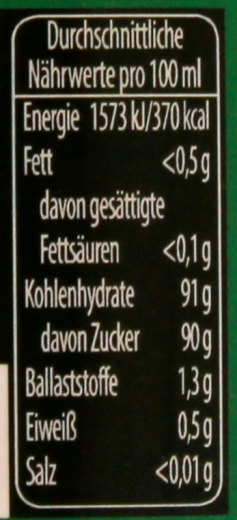 Durchschnittliche
Nährwerte pro 100 ml
Energie 1573 kJ/370 kcal
Fett <0,5 g
davon gesättigte
Fettsäuren <0,1 g
Kohlenhydrate 91 g
davon Zucker 90 g
Ballaststoffe 1,3 g
Eiweiß 0,5 g
Salz <0,01 g